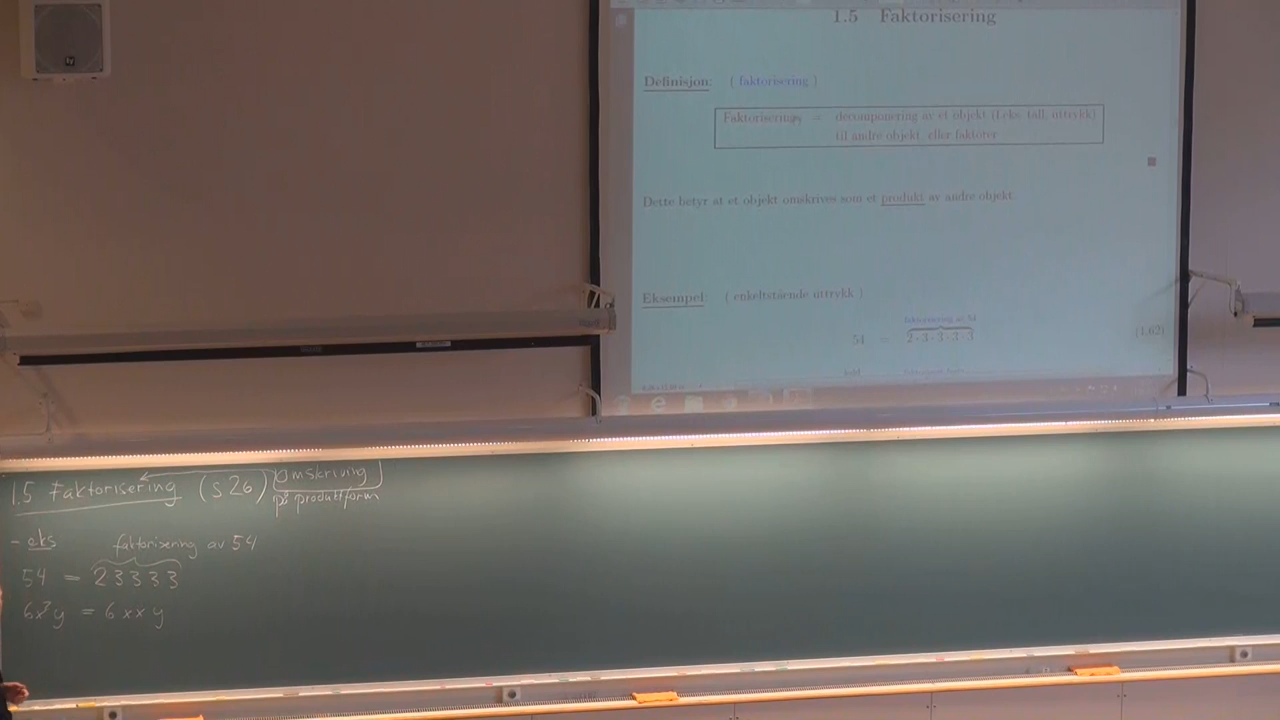 1.5 Faktorisering
Definisjon: ( faktorisering )
Faktorisering = decomponering av et objekt (f.eks. tall, uttrykk)
til andre objekt, eller faktorer
Dette betyr at et objekt omskrives som et produkt av andre objekt.
Eksempel: ( enkeltstående uttrykk )
faktorisering av 54
54 = 2 · 3 · 3 · 3 · 3
(1.62)
1.5 Faktorisering (s 26) Omskriving
på produktform
- eks faktorisering av 54
54 = 2 3 3 3 3
6x²y = 6 x x y